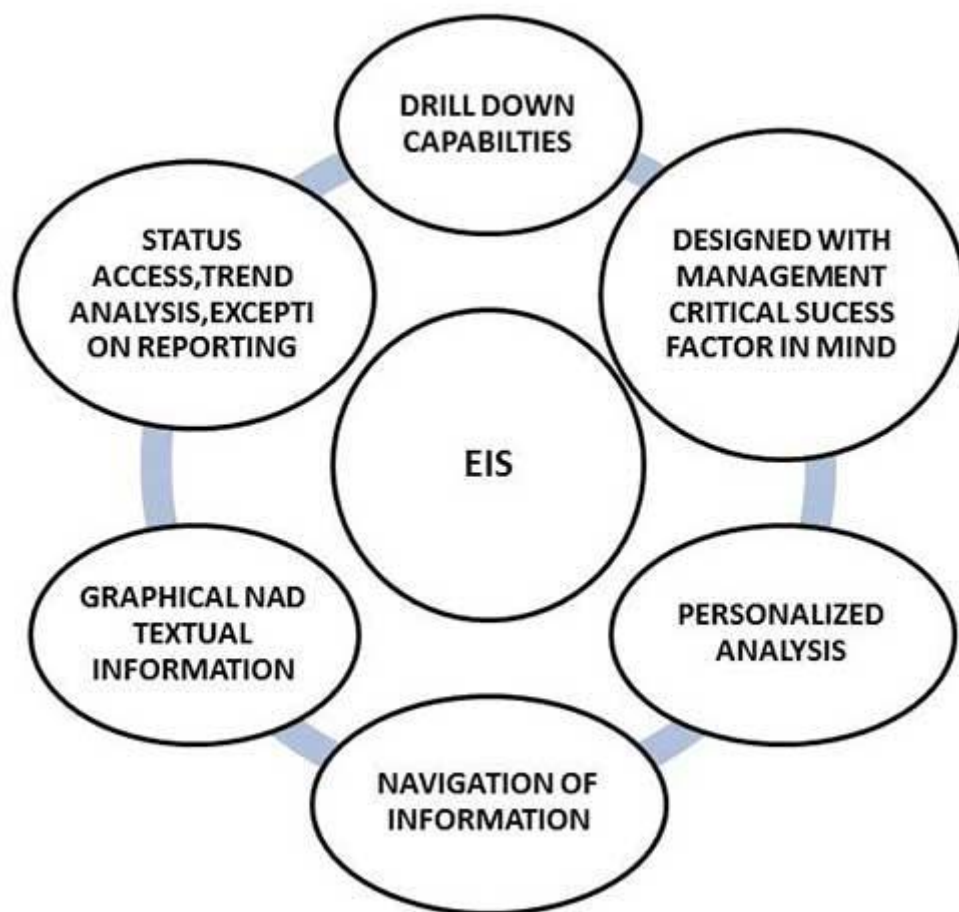 DRILL DOWN
CAPABILTIES
DESIGNED WITH
MANAGEMENT
CRITICAL SUCESS
FACTOR IN MIND
STATUS
ACCESS,TREND
ANALYSIS,EXCEPTI
ON REPORTING
EIS
GRAPHICAL NAD
TEXTUAL
INFORMATION
PERSONALIZED
ANALYSIS
NAVIGATION OF
INFORMATION